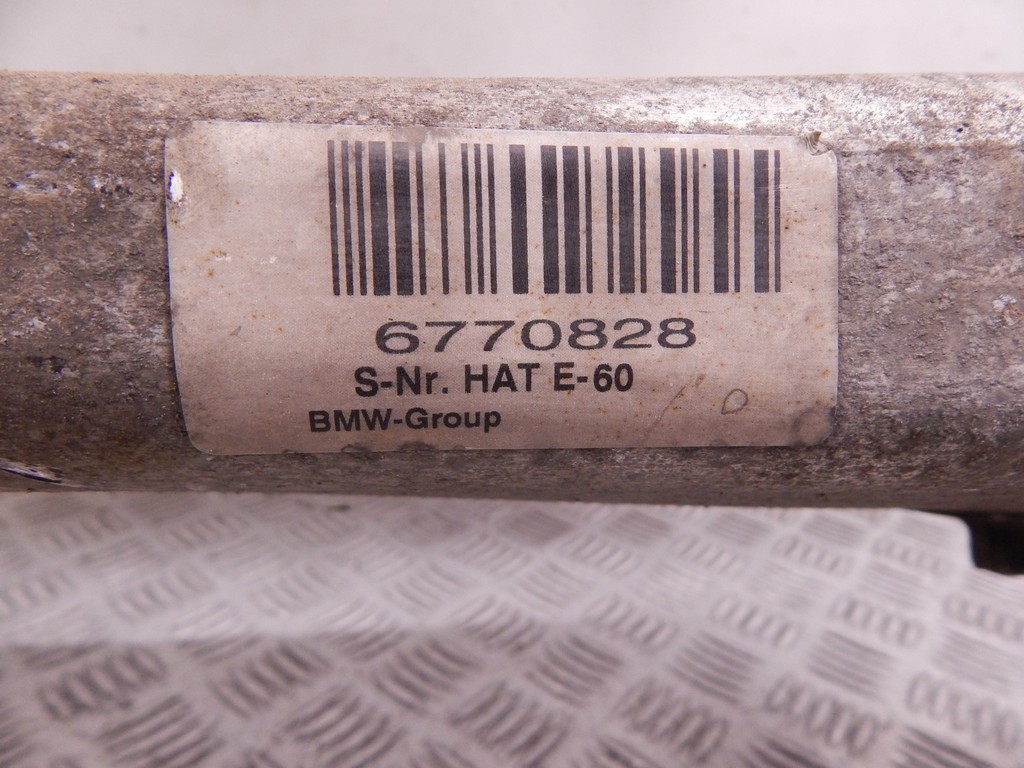 6770828
S-Nr. HAT E-60
BMW-Group